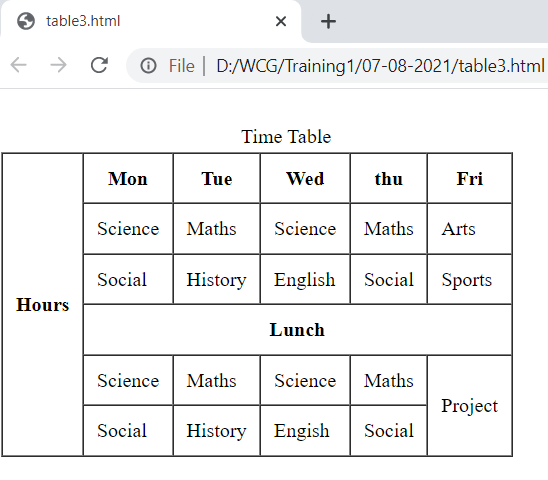 table3.html
File | D:/WCG/Training1/07-08-2021/table3.html
Time Table
Mon Tue Wed thu Fri
Science Maths Science Maths Arts
Social History English Social Sports
Hours
Lunch
Science Maths Science Maths
Project
Social History Engish Social